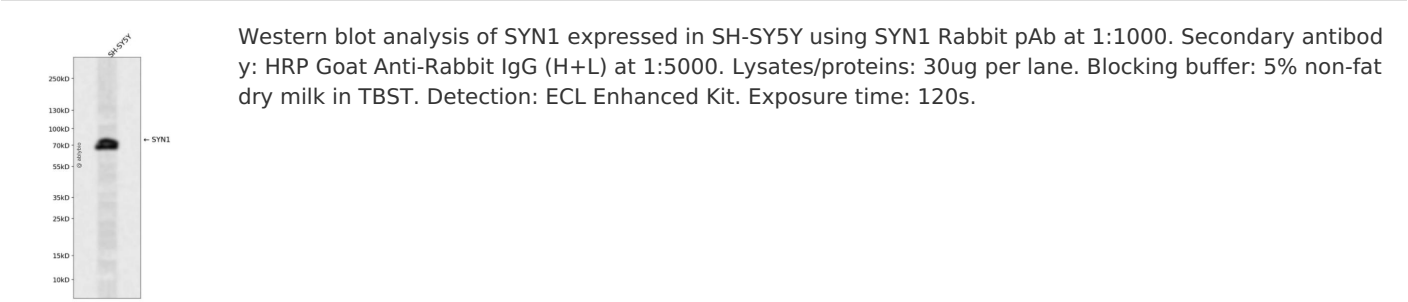 SH-SY5Y
Western blot analysis of SYN1 expressed in SH-SY5Y using SYN1 Rabbit pAb at 1:1000. Secondary antibod
y: HRP Goat Anti-Rabbit IgG (H+L) at 1:5000. Lysates/proteins: 30ug per lane. Blocking buffer: 5% non-fat
dry milk in TBST. Detection: ECL Enhanced Kit. Exposure time: 120s.
250kD
130kD
100kD
← SYN1
70kD
55kD
35kD
25kD
15kD
10kD